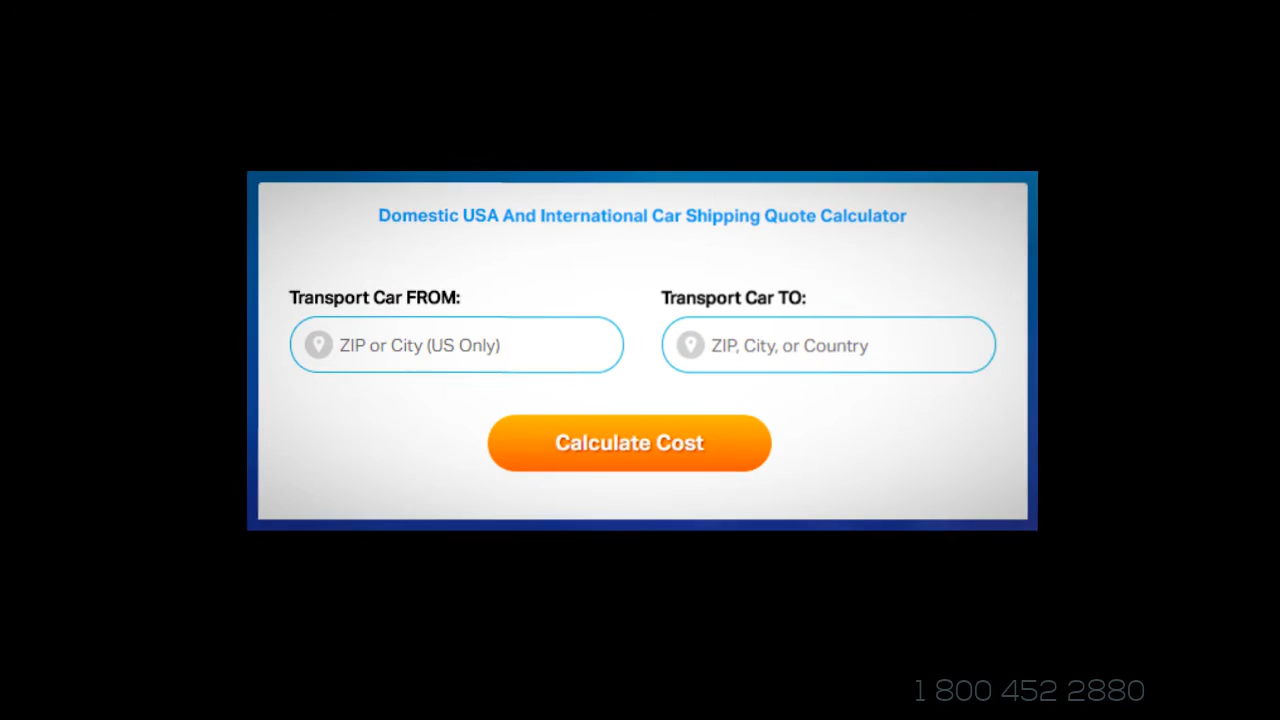 Domestic USA And International Car Shipping Quote Calculator
Transport Car FROM:
Transport Car TO:
ZIP or City (US Only)
ZIP, City, or Country
Calculate Cost
1 800 452 2880